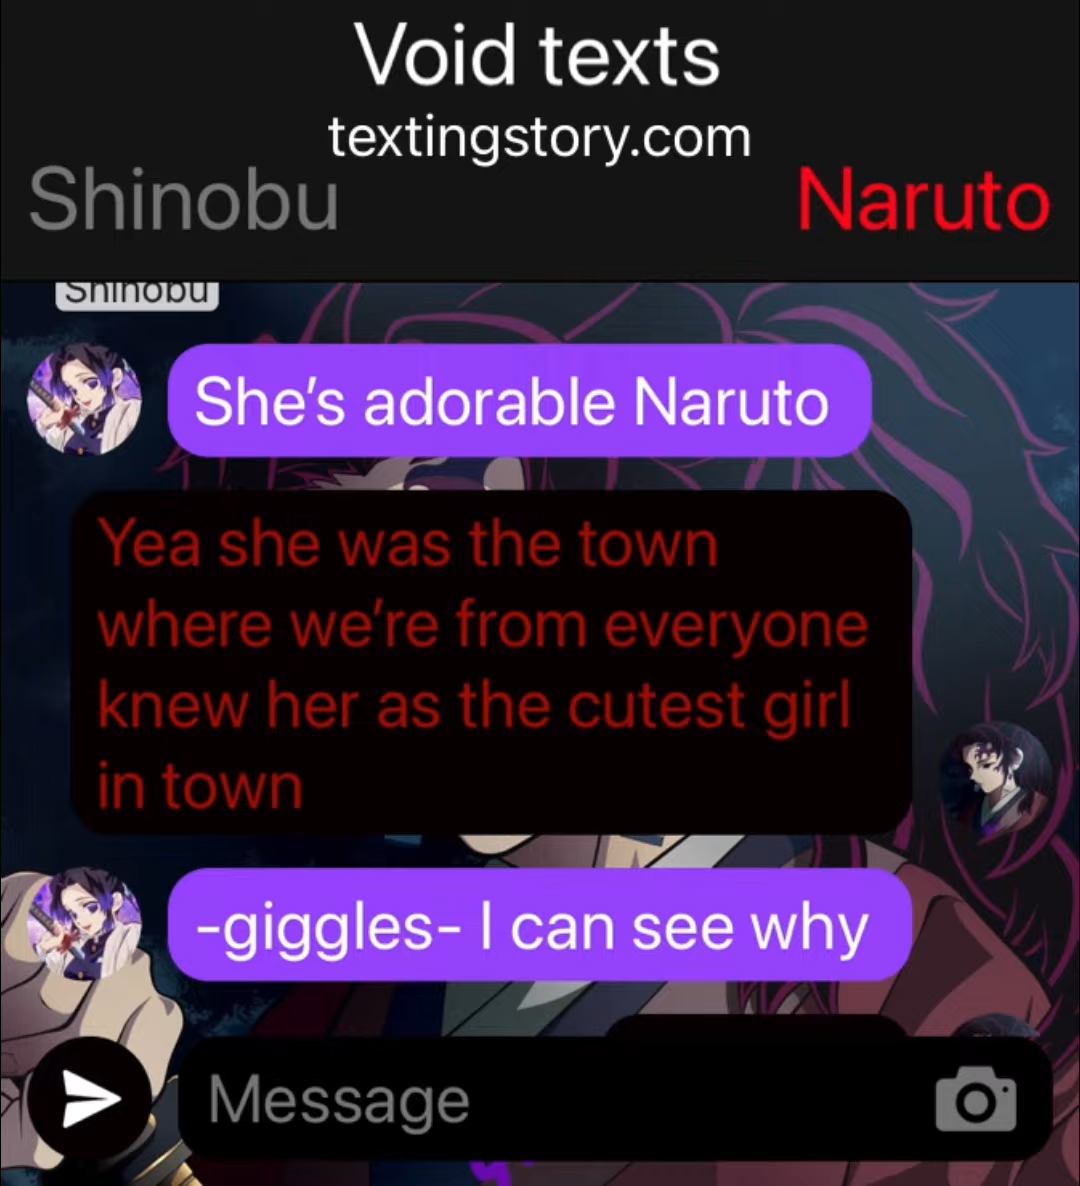 Void texts
textingstory.com
Shinobu
Naruto
Shinobu
She's adorable Naruto
Yea she was the town
where we're from everyone
knew her as the cutest girl
in town
-giggles- I can see why
Message